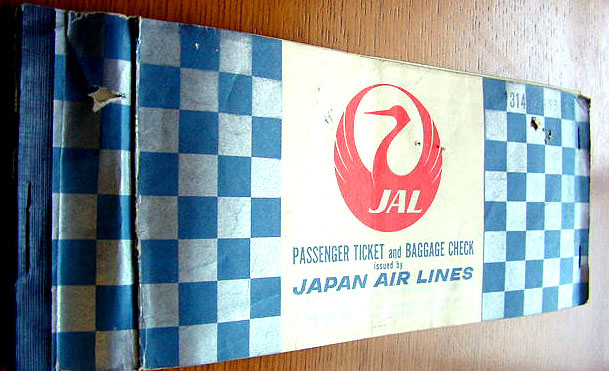 314
JAL
PASSENGER TICKET and BAGGAGE CHECK
issued by
JAPAN AIR LINES